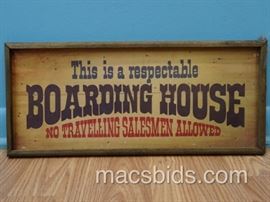 This is a respectable
BOARDING HOUSE
NO TRAVELLING SALESMEN ALLOWED
macsbids.com